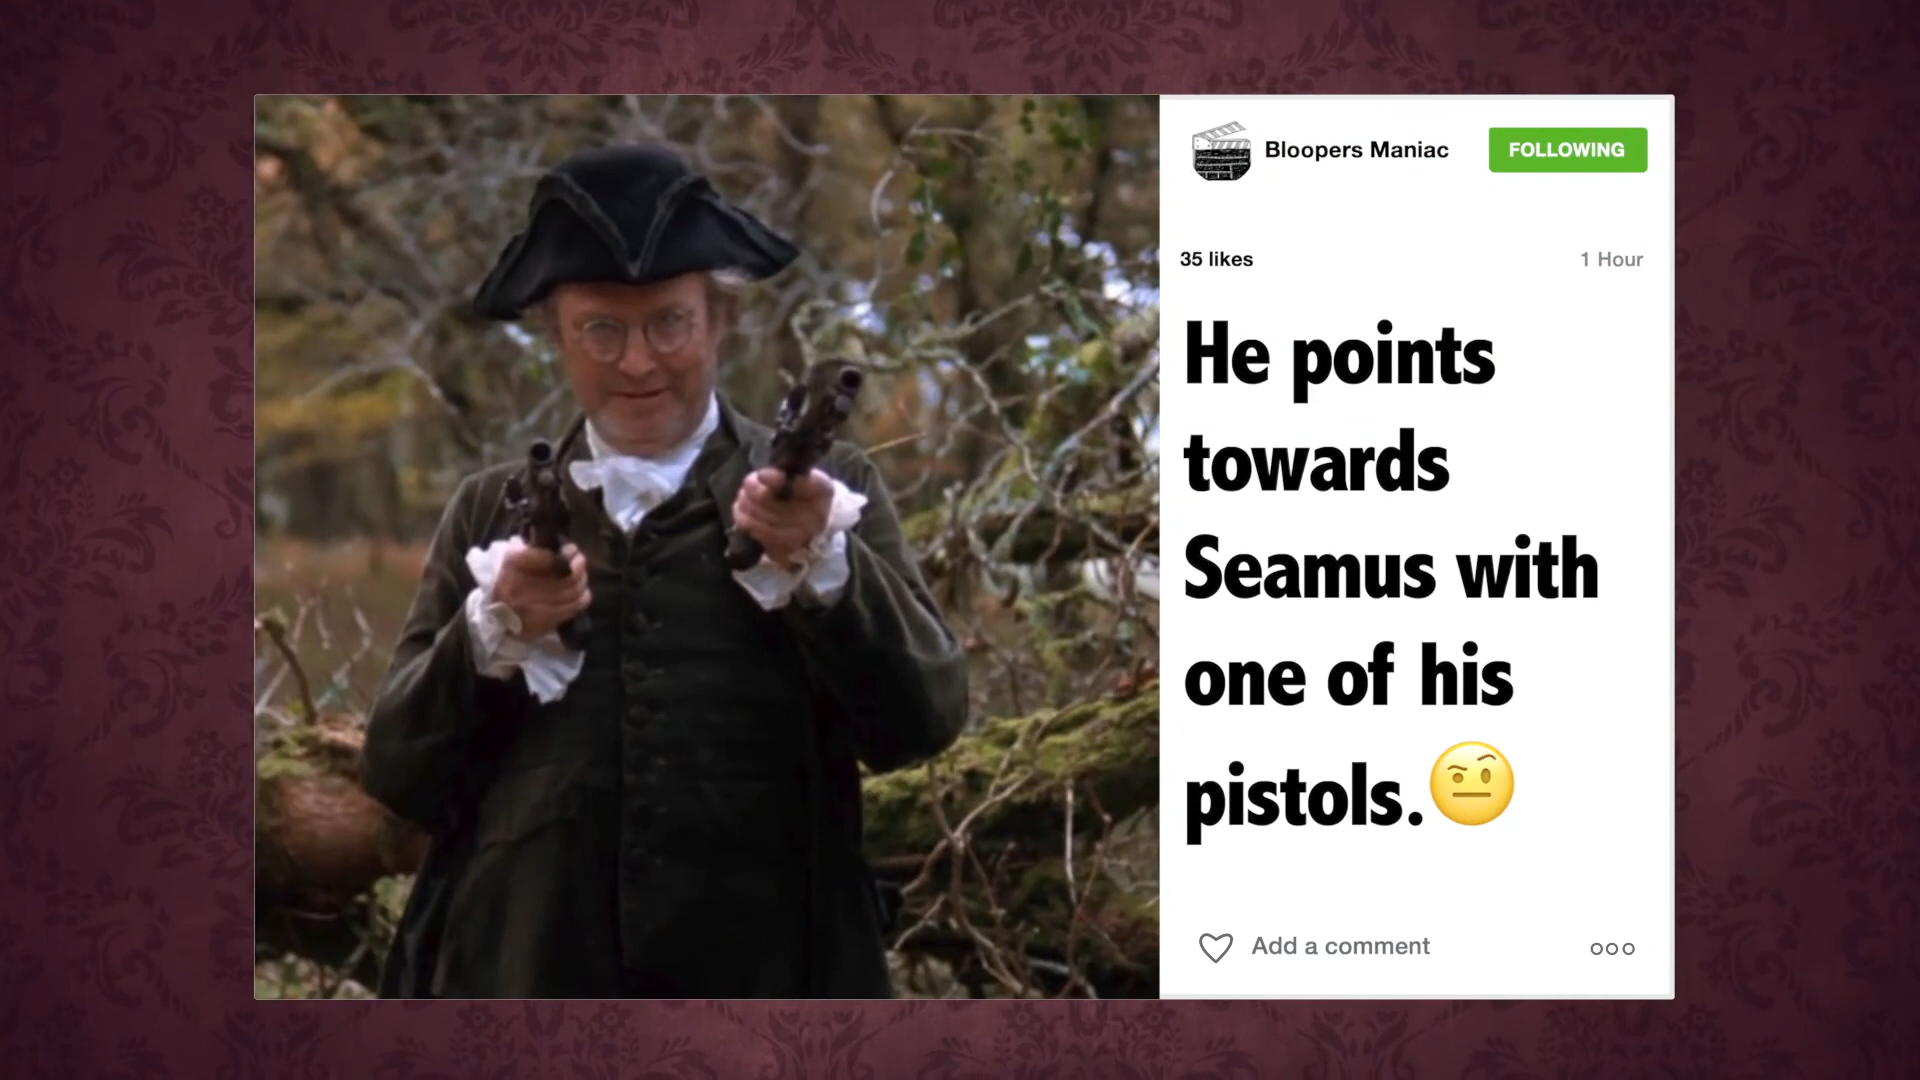 Bloopers Maniac
FOLLOWING
35 likes
1 Hour
He points
towards
Seamus with
one of his
pistols.🤨
Add a comment